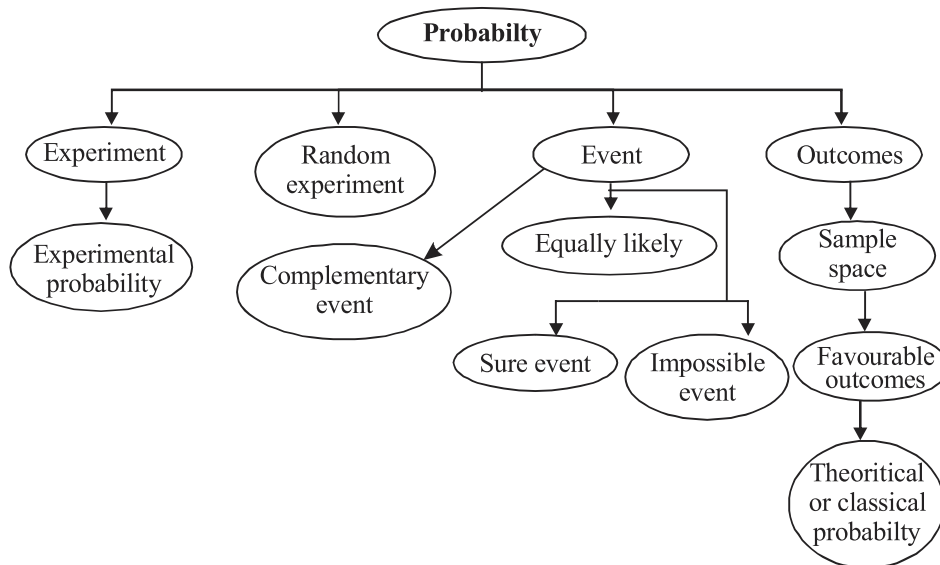 Probabilty
Experiment
Random
experiment
Event
Outcomes
Experimental
probability
Complementary
event
Equally likely
Sample
space
Sure event
Impossible
event
Favourable
outcomes
Theoritical
or classical
probabilty